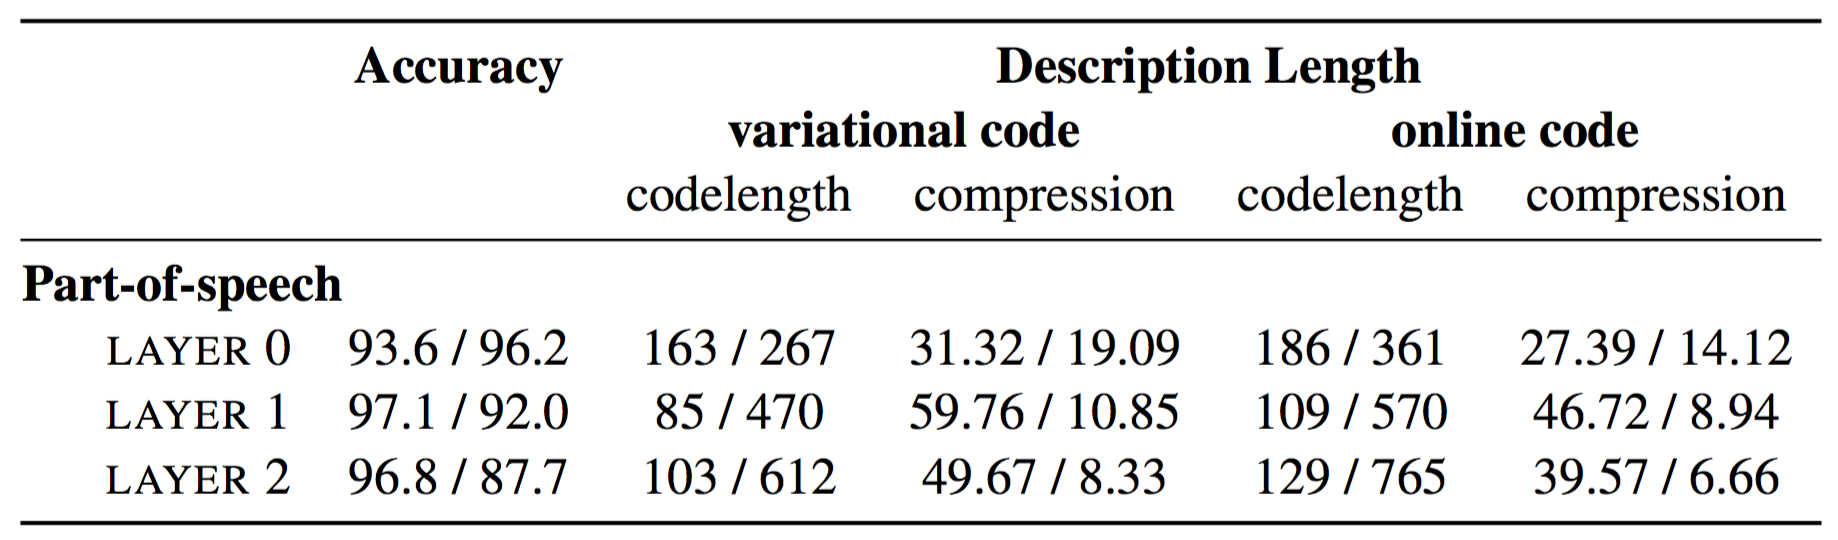 Accuracy Description Length
variational code online code
codelength compression codelength compression
Part-of-speech
LAYER 0 93.6 / 96.2 163 / 267 31.32 / 19.09 186 / 361 27.39 / 14.12
LAYER 1 97.1 / 92.0 85 / 470 59.76 / 10.85 109 / 570 46.72 / 8.94
LAYER 2 96.8 / 87.7 103 / 612 49.67 / 8.33 129 / 765 39.57 / 6.66